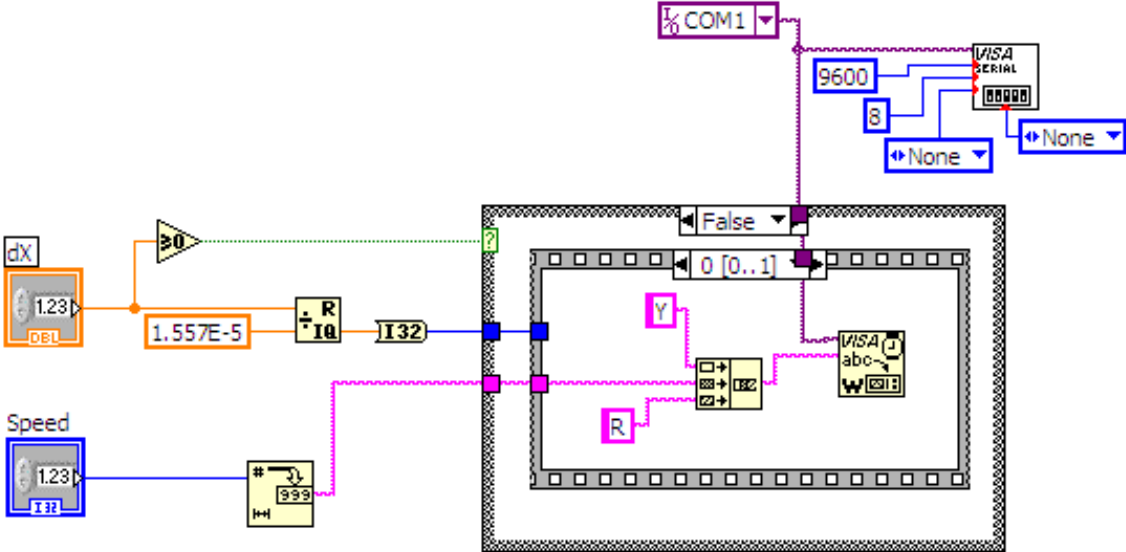 I/O COM1
VISA
SERIAL
9600
8
None
None
False
?
dX
1.23
DBL
≥0
R
IQ
1.557E-5
I32
0 [0..1]
Y
R
VISA
abc
W
Speed
1.23
I32
#
999